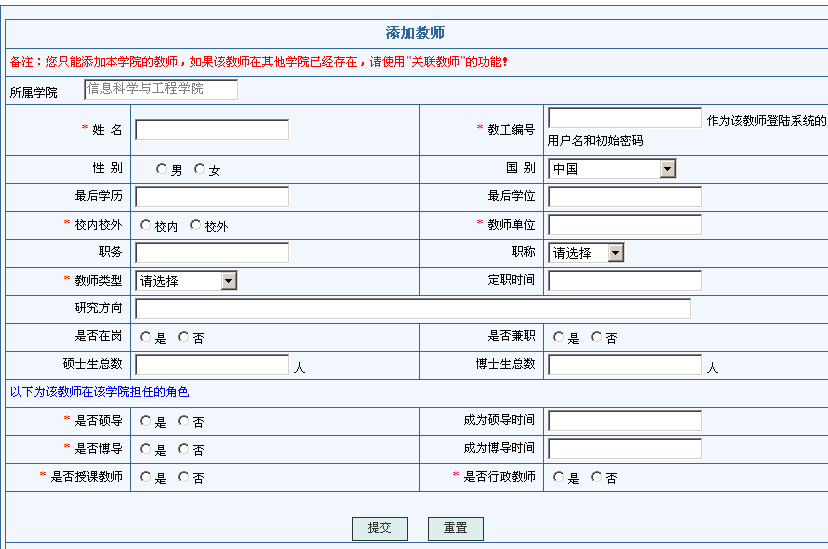 添加教师
备注：您只能添加本学院的教师，如果该教师在其他学院已经存在，请使用"关联教师"的功能!
所属学院 信息科学与工程学院
* 姓 名 * 教工编号 作为该教师登陆系统的
用户名和初始密码
性 别 男 女 国 别 中国
最后学历 最后学位
* 校内校外 校内 校外 * 教师单位
职务 职称 请选择
* 教师类型 请选择 定职时间
研究方向
是否在岗 是 否 是否兼职 是 否
硕士生总数 人 博士生总数 人
以下为该教师在该学院担任的角色
* 是否硕导 是 否 成为硕导时间
* 是否博导 是 否 成为博导时间
* 是否授课教师 是 否 * 是否行政教师 是 否
提交 重置